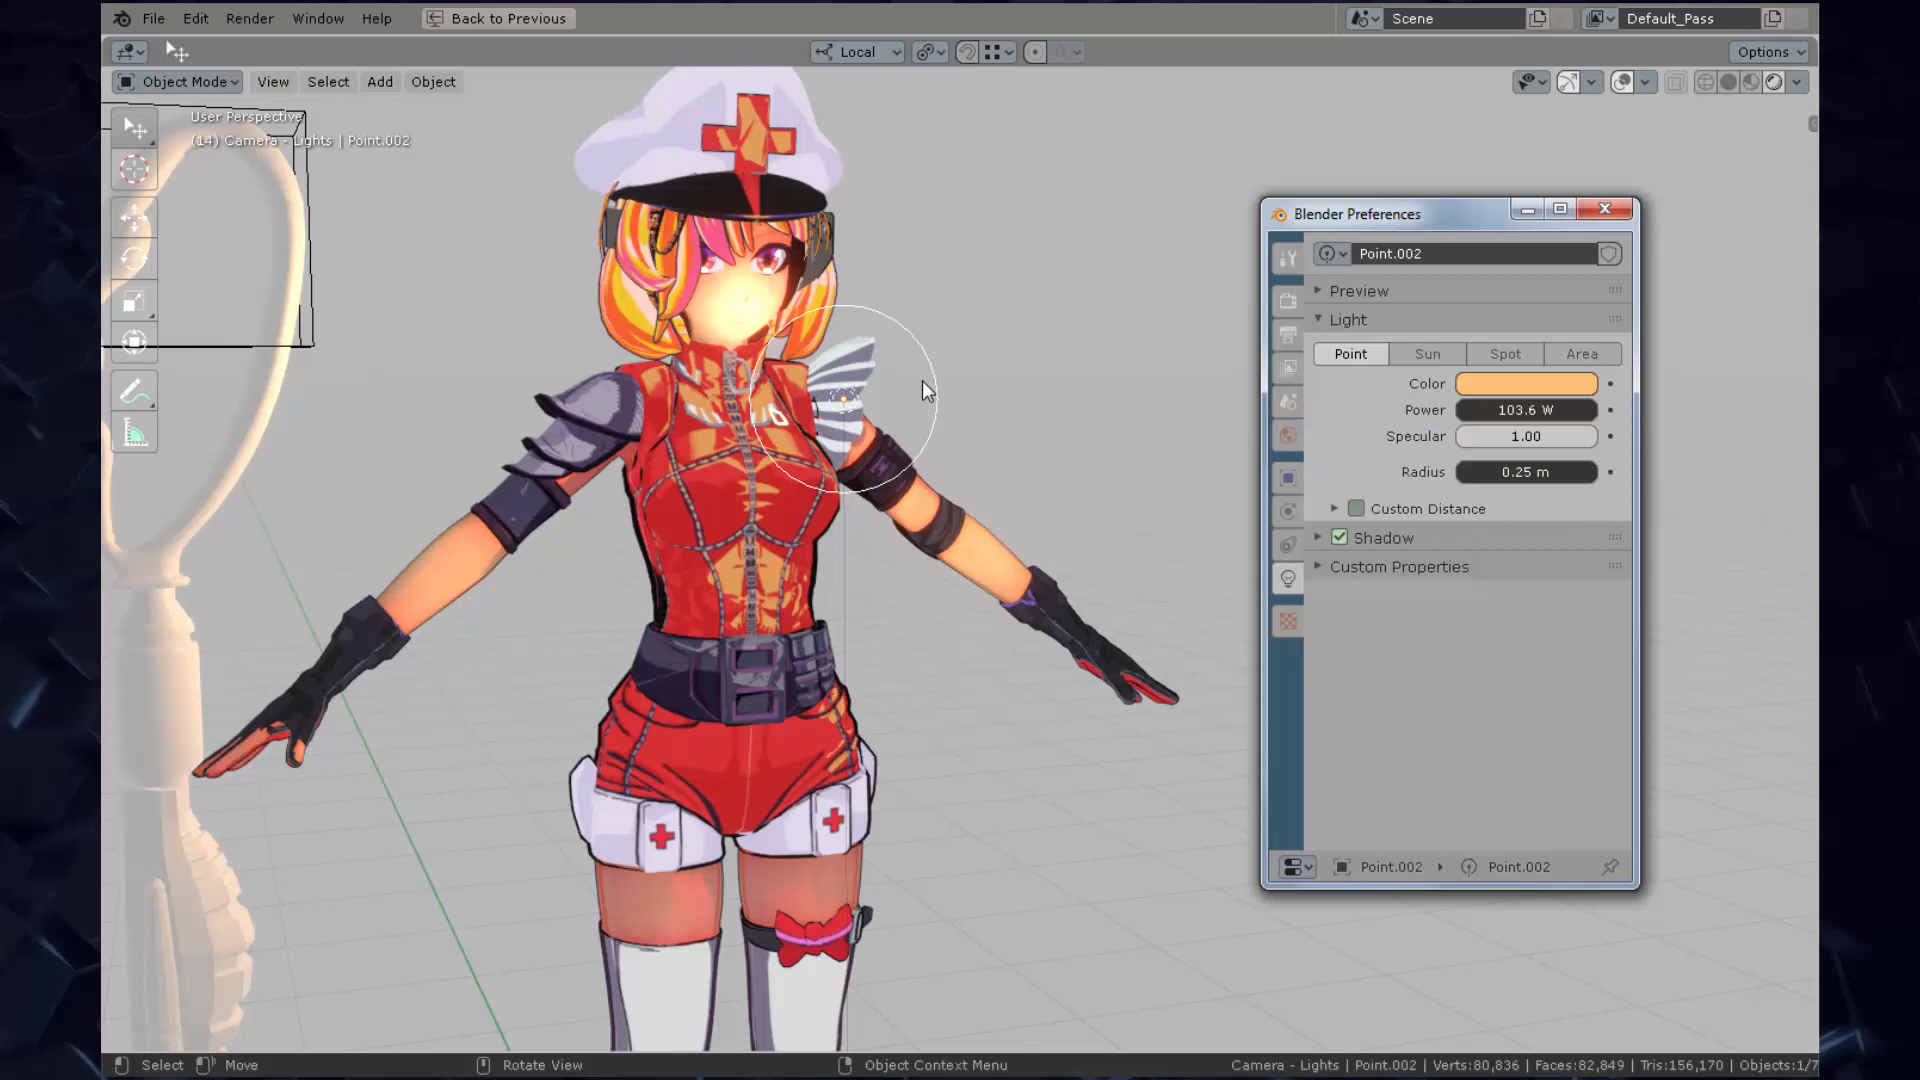 File Edit Render Window Help Back to Previous Scene Default_Pass
Local Options
Object Mode View Select Add Object
User Perspective
(14) Camera - Lights | Point.002
Blender Preferences
Point.002
Preview
Light
Point Sun Spot Area
Color
Power 103.6 W
Specular 1.00
Radius 0.25 m
Custom Distance
Shadow
Custom Properties
Point.002 Point.002
Select Move Rotate View Object Context Menu Camera - Lights | Point.002 | Verts:80,836 | Faces:82,849 | Tris:156,170 | Objects:1/7